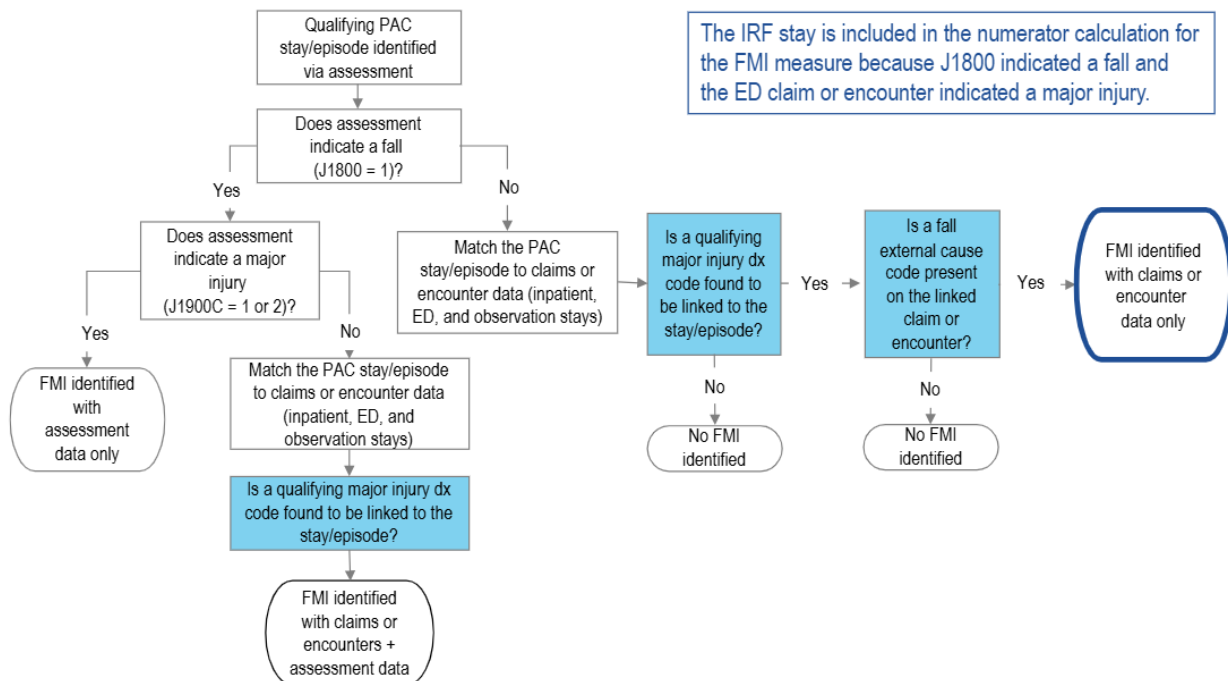 Qualifying PAC
stay/episode identified
via assessment
The IRF stay is included in the numerator calculation for
the FMI measure because J1800 indicated a fall and
the ED claim or encounter indicated a major injury.
Does assessment
indicate a fall
(J1800 = 1)?
Yes
No
Does assessment
indicate a major
injury
(J1900C = 1 or 2)?
Match the PAC
stay/episode to claims or
encounter data (inpatient,
ED, and observation stays)
Is a qualifying
major injury dx
code found to
be linked to the
stay/episode?
Yes
Is a fall
external cause
code present
on the linked
claim or
encounter?
Yes
FMI identified
with claims or
encounter
data only
Yes
No
No
No
FMI identified
with
assessment
data only
Match the PAC stay/episode
to claims or encounter data
(inpatient, ED, and
observation stays)
No FMI
identified
No FMI
identified
Is a qualifying major injury dx
code found to be linked to the
stay/episode?
FMI identified
with claims or
encounters +
assessment data